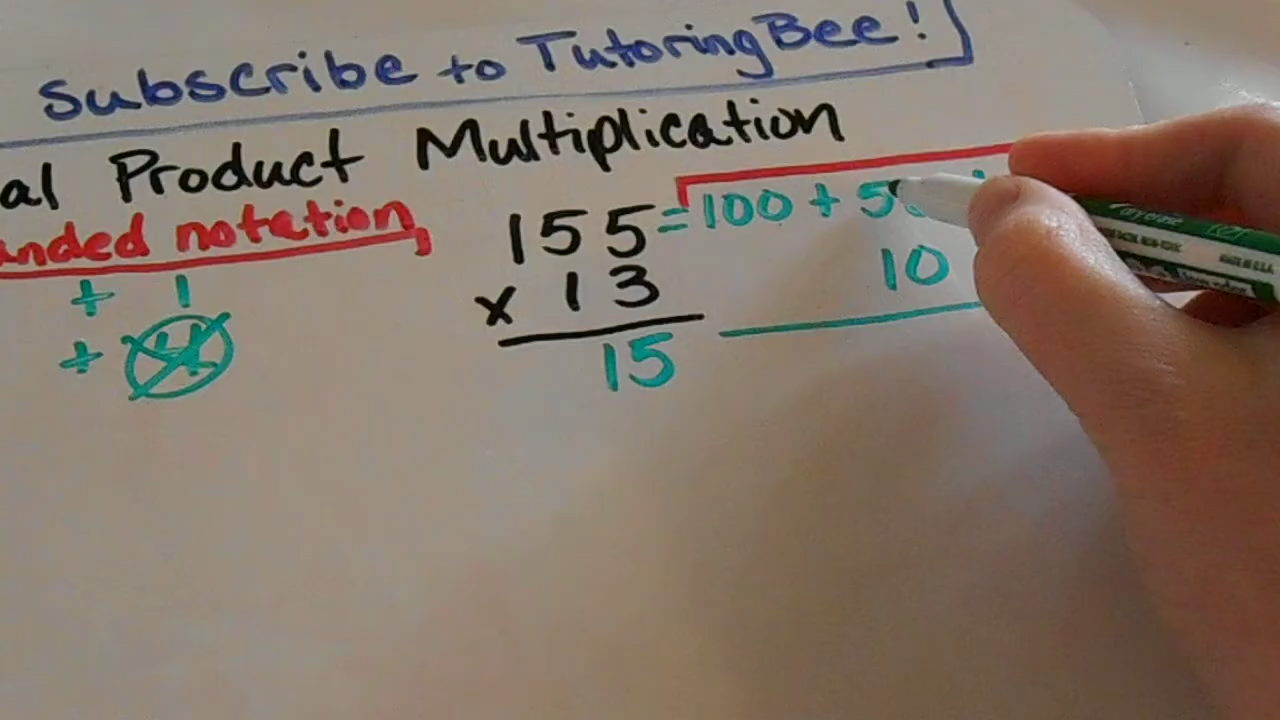 Subscribe to TutoringBee!
al Product Multiplication
anded notation,
155=100 + 5
+ 1
x 13
10
+
15